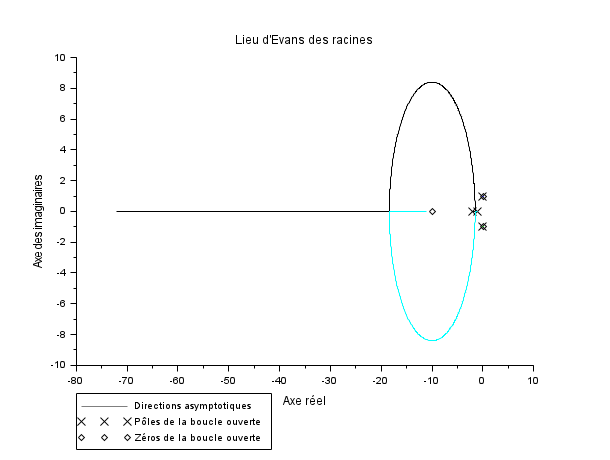 Lieu d'Evans des racines
10
8
6
4
2
0
-2
-4
-6
-8
-10
Axe des imaginaires
-80 -70 -60 -50 -40 -30 -20 -10 0 10
Axe réel
Directions asymptotiques
Pôles de la boucle ouverte
Zéros de la boucle ouverte